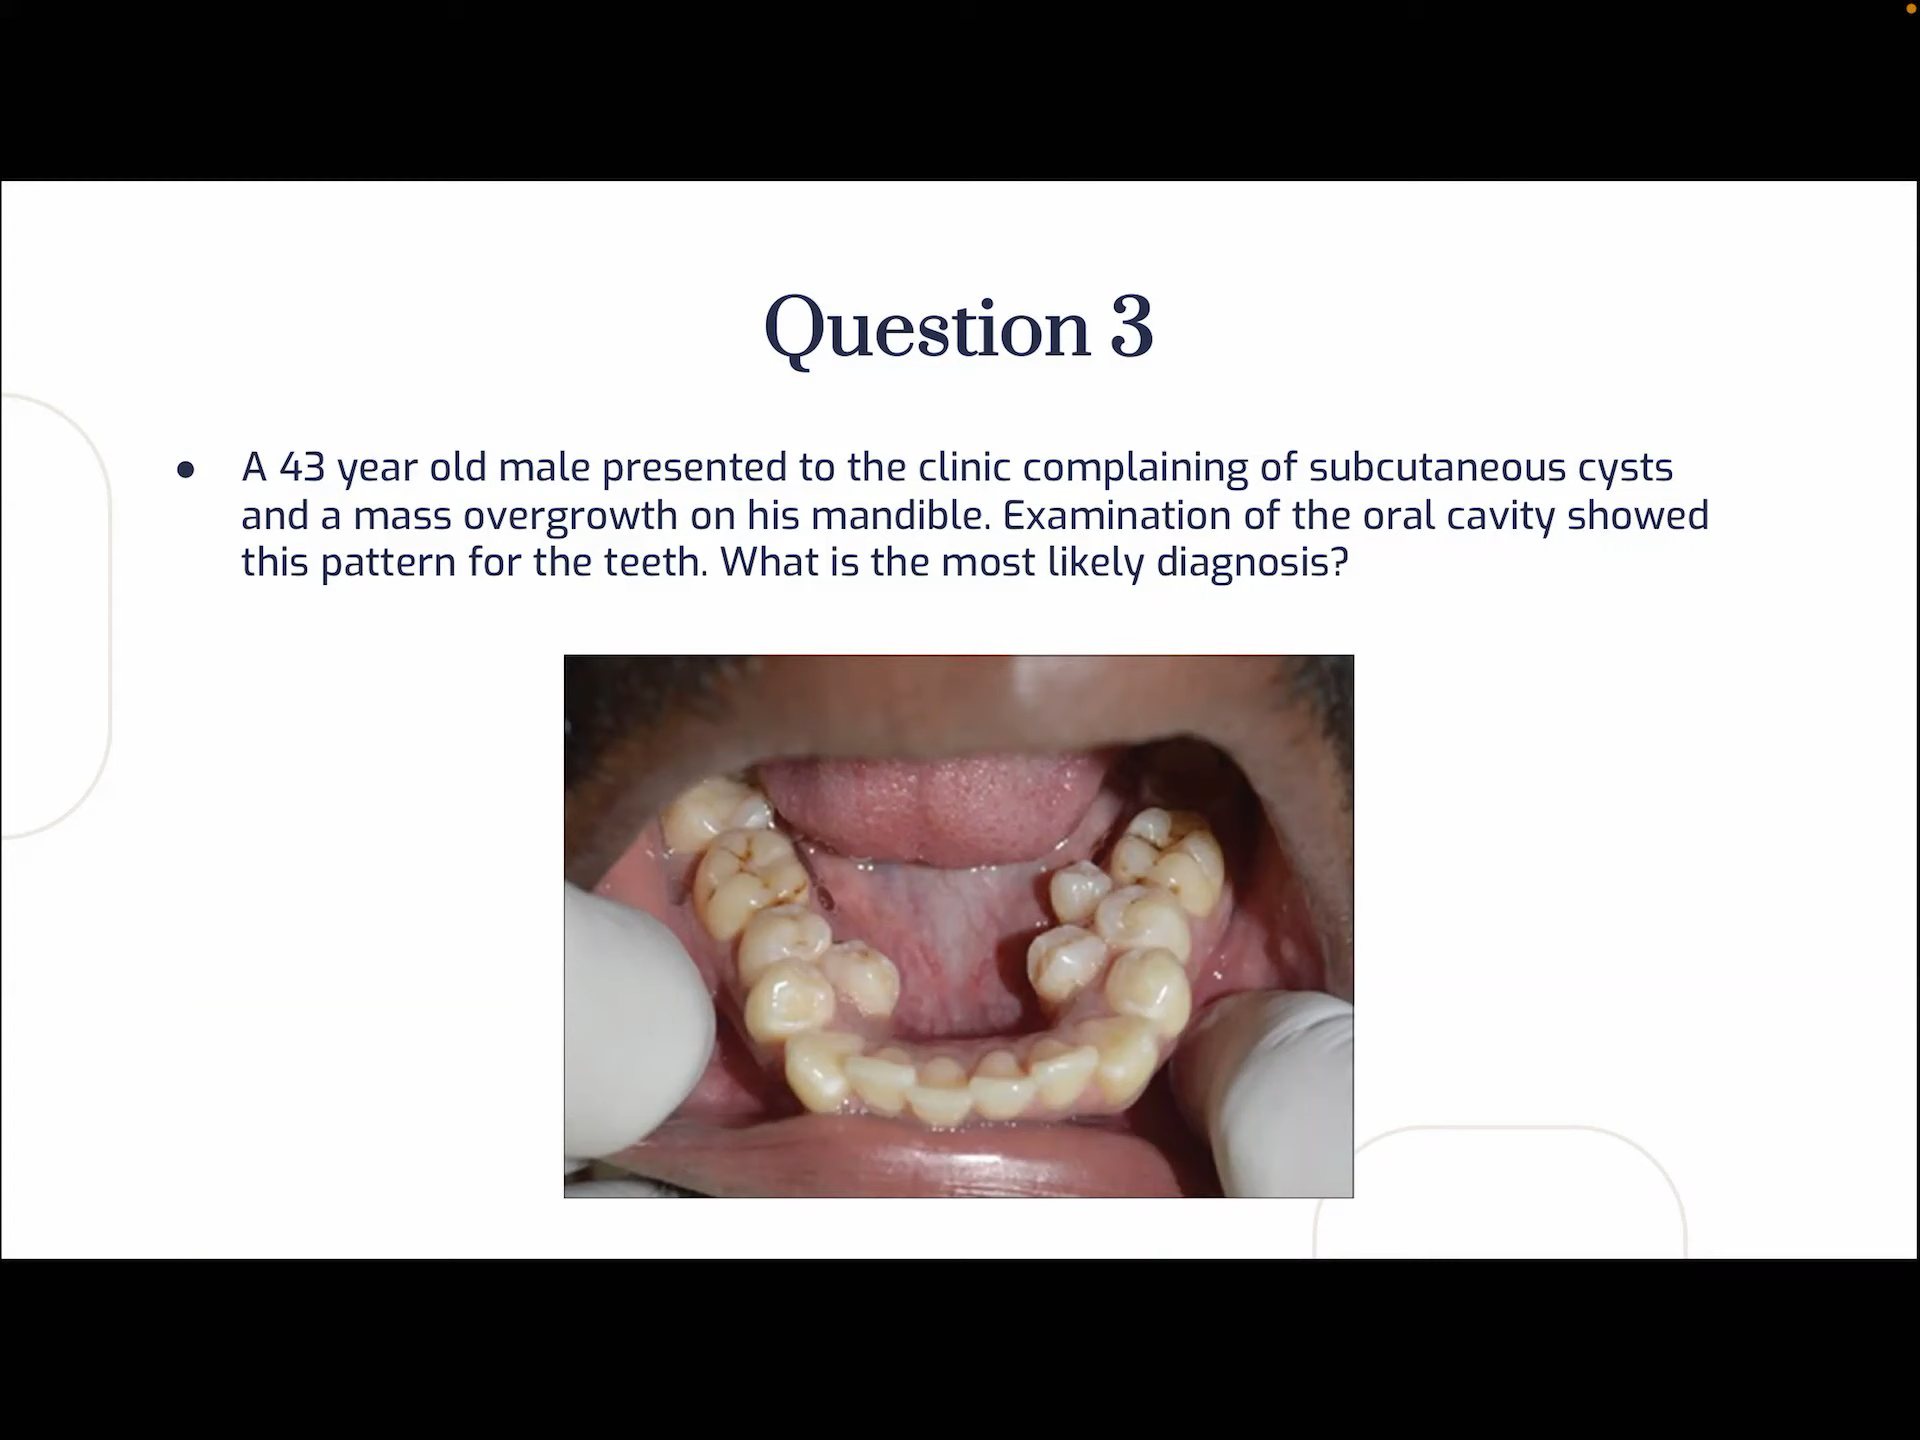 Question 3
● A 43 year old male presented to the clinic complaining of subcutaneous cysts
and a mass overgrowth on his mandible. Examination of the oral cavity showed
this pattern for the teeth. What is the most likely diagnosis?